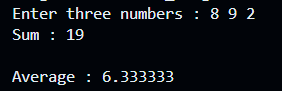 Enter three numbers : 8 9 2
Sum : 19
Average : 6.333333